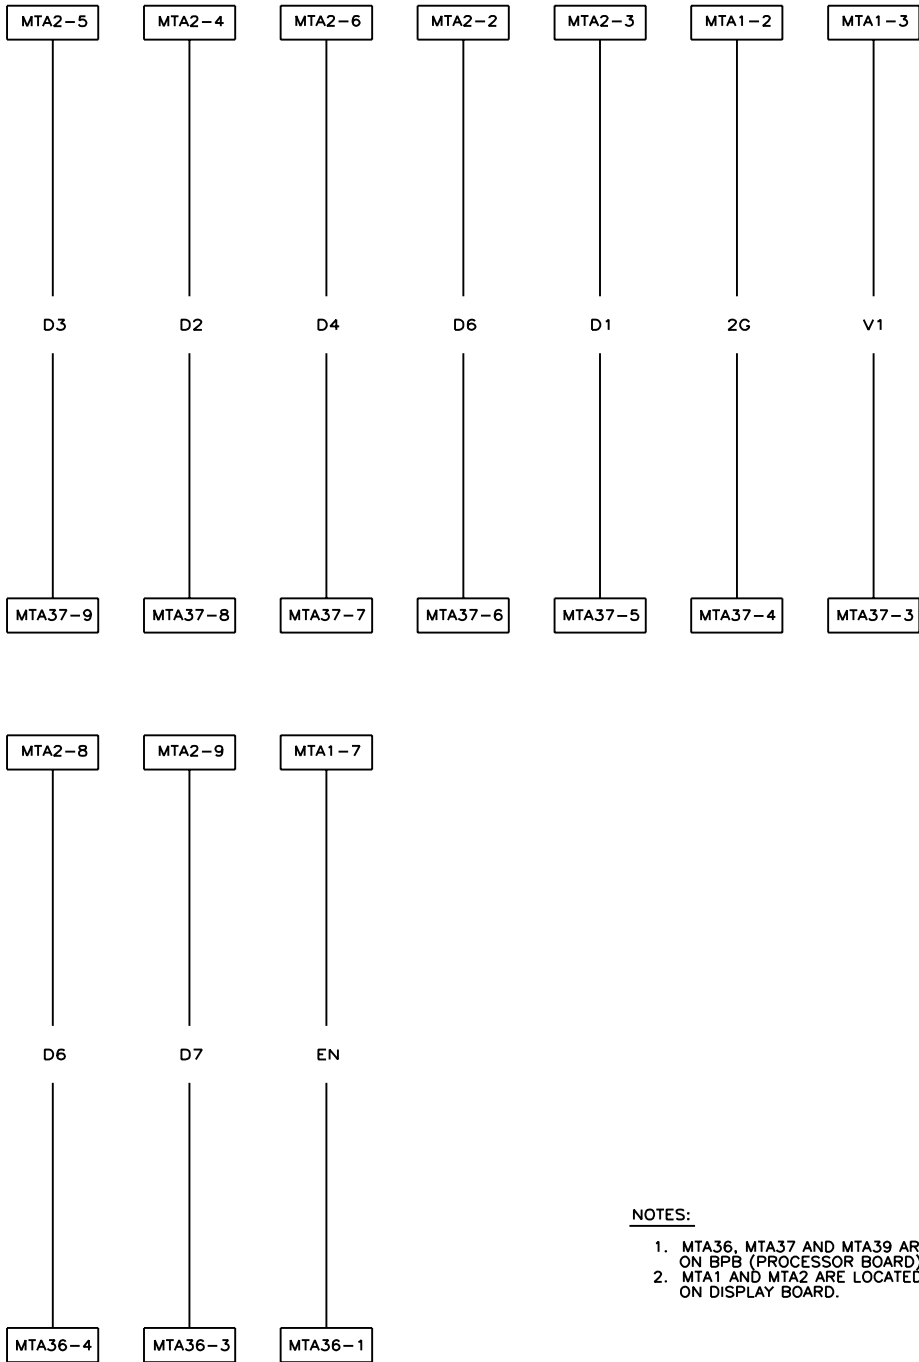 MTA2-5 MTA2-4 MTA2-6 MTA2-2 MTA2-3 MTA1-2 MTA1-3
D3 D2 D4 D6 D1 2G V1
MTA37-9 MTA37-8 MTA37-7 MTA37-6 MTA37-5 MTA37-4 MTA37-3
MTA2-8 MTA2-9 MTA1-7
D6 D7 EN
NOTES:
1. MTA36, MTA37 AND MTA39 AR
ON BPB (PROCESSOR BOARD)
2. MTA1 AND MTA2 ARE LOCATED
ON DISPLAY BOARD.
MTA36-4 MTA36-3 MTA36-1